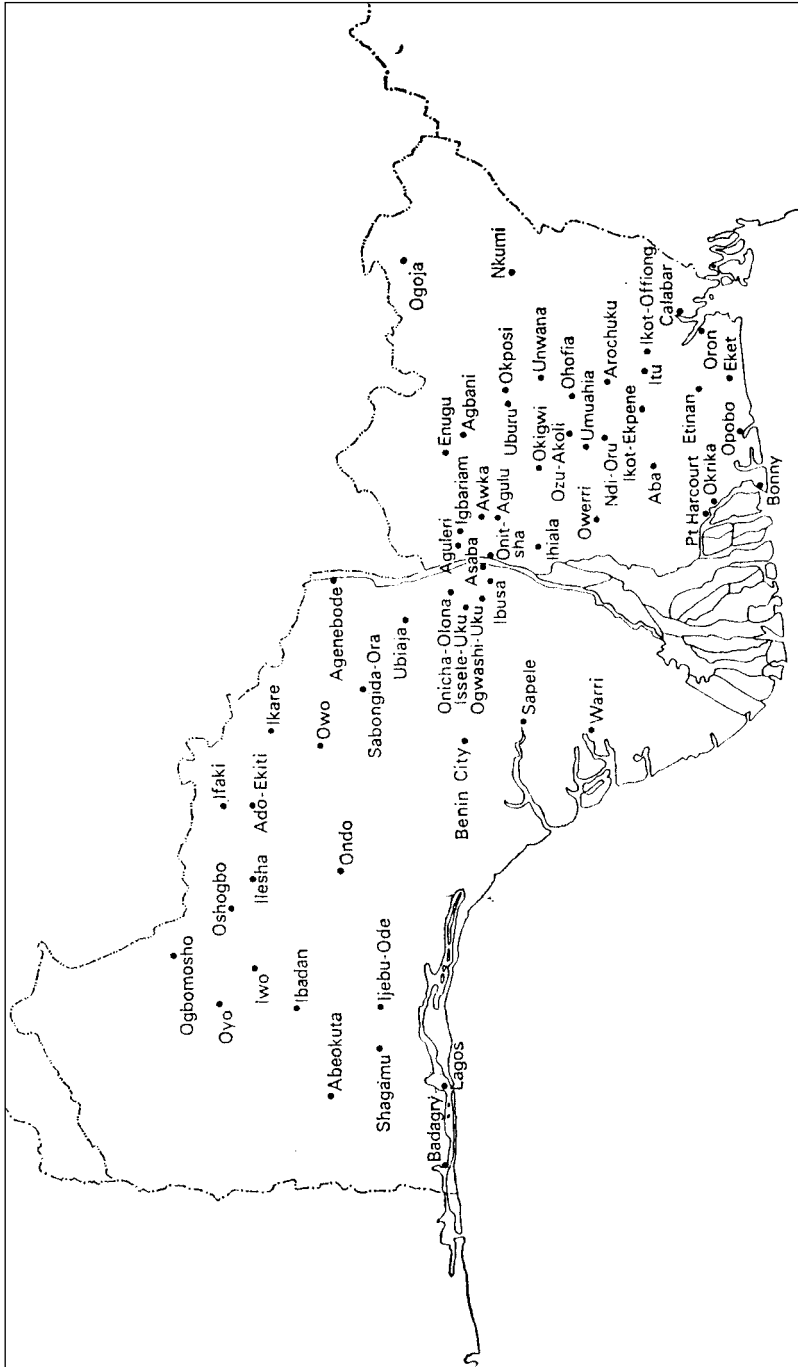 Ogbomosho
Oyo
Oshogbo
Ifaki
Iwo
Ilesha
Ado-Ekiti
Ikare
Ibadan
Abeokuta
Ondo
Owo
Agenebode
Shagamu
Ijebu-Ode
Sabongida-Ora
Ubiaja
Ogoja
Badagry
Lagos
Benin City
Onicha-Olona
Issele-Uku
Ogwashi-Uku
Ibusa
Asaba
Aguleri
Igbariam
Onit-
sha
Awka
Agulu
Enugu
Agbani
Nkumi
Uburu
Okposi
Sapele
Ihiala
Okigwi
Unwana
Ozu-Akoli
Ohofia
Warri
Owerri
Umuahia
Ndi-Oru
Arochuku
Ikot-Ekpene
Aba
Itu
Ikot-Offiong
Calabar
Pt Harcourt
Okrika
Etinan
Oron
Opobo
Eket
Bonny